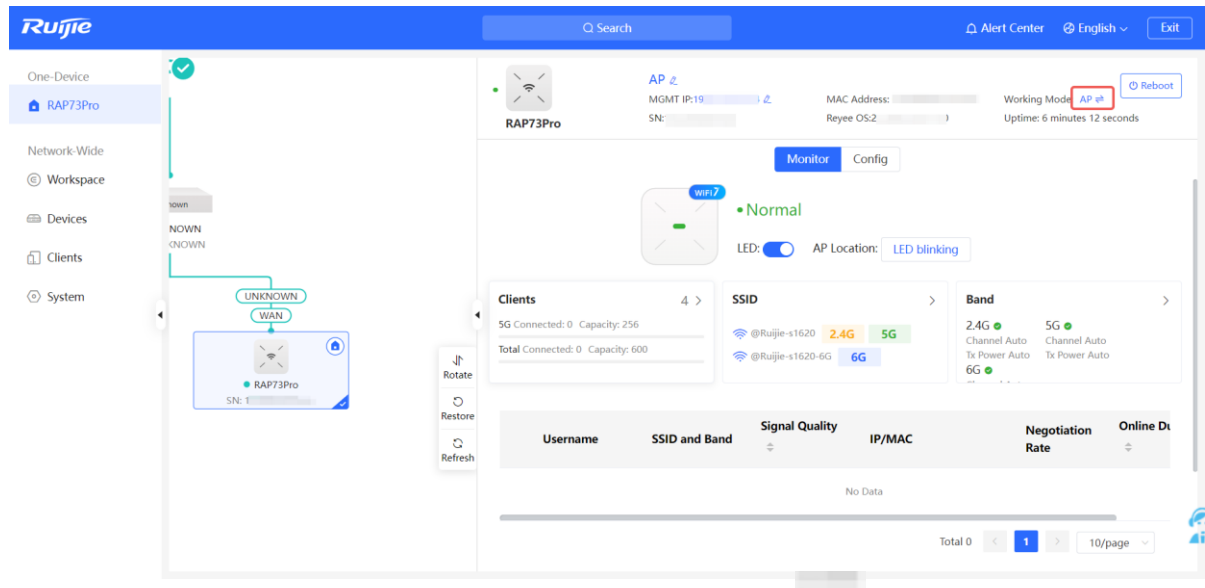 Ruijie
Search
Alert Center
English
Exit
One-Device
RAP73Pro
Network-Wide
Workspace
Devices
Clients
System
NOWN
KNOWN
UNKNOWN
WAN
RAP73Pro
SN: 1
Rotate
Restore
Refresh
RAP73Pro
AP
MGMT IP:19
MAC Address:
Working Mode: AP
Reboot
SN:
Reyee OS:2
Uptime: 6 minutes 12 seconds
Monitor
Config
WIFI7
Normal
LED:
AP Location:
LED blinking
Clients
4
5G Connected: 0 Capacity: 256
Total Connected: 0 Capacity: 600
SSID
@Ruijie-s1620 2.4G 5G
@Ruijie-s1620-6G 6G
Band
2.4G 5G
Channel Auto Channel Auto
Tx Power Auto Tx Power Auto
6G
Username
SSID and Band
Signal Quality
IP/MAC
Negotiation
Rate
Online Du
No Data
Total 0
1
10/page